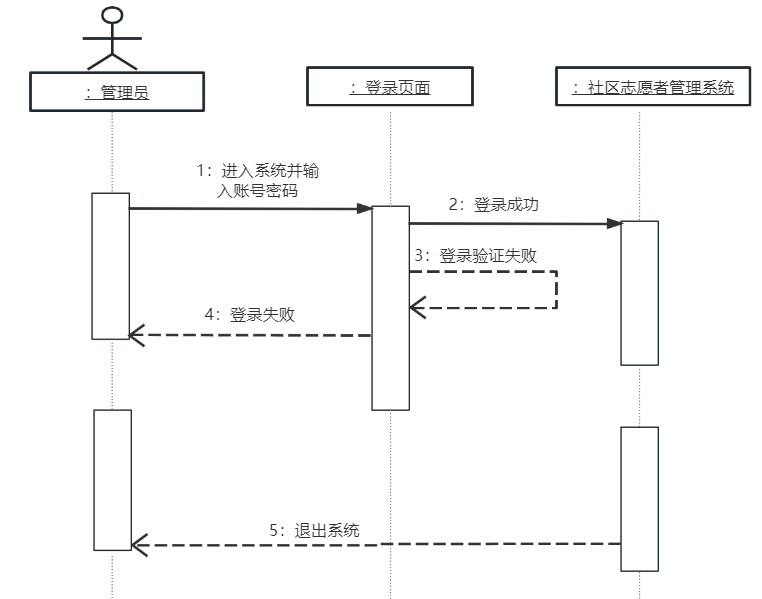 ：管理员
：登录页面
：社区志愿者管理系统
1：进入系统并输
入账号密码
2：登录成功
3：登录验证失败
4：登录失败
5：退出系统